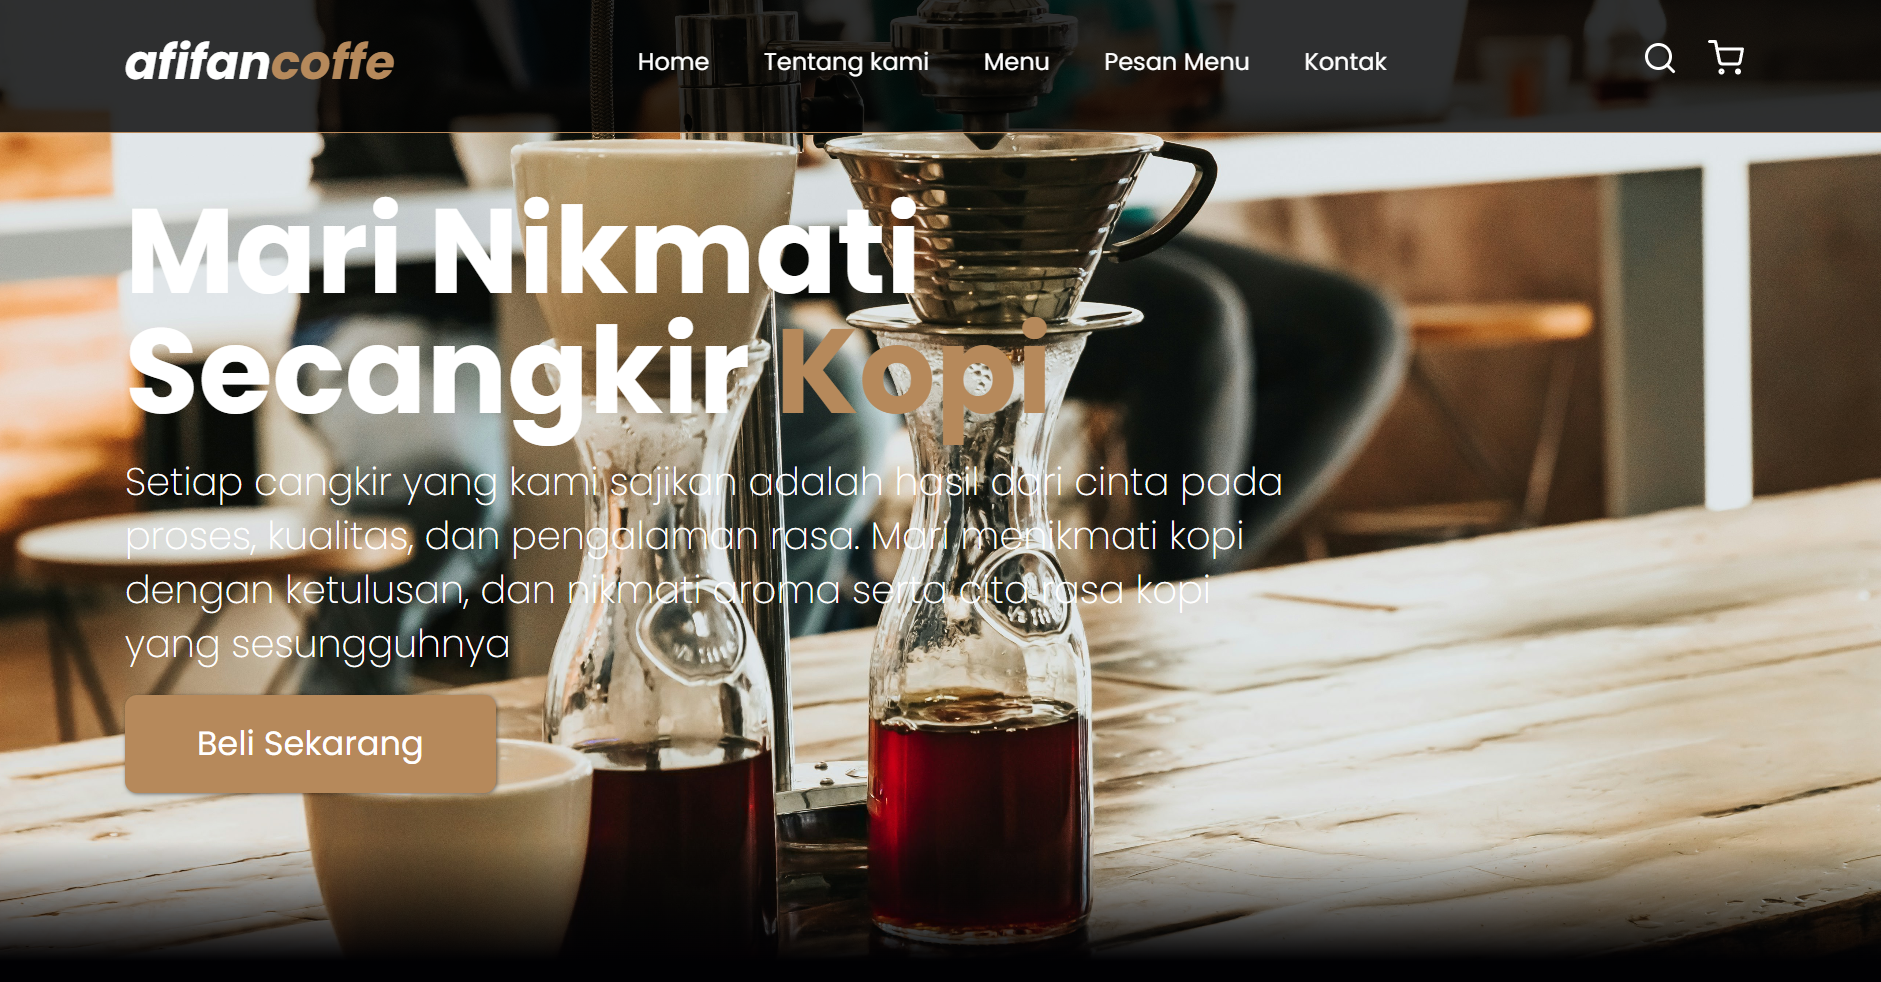 afifancoffe
Home
Tentang kami
Menu
Pesan Menu
Kontak
Mari Nikmati
Secangkir Kopi
Setiap cangkir yang kami sajikan adalah hasil dari cinta pada
proses, kualitas, dan pengalaman rasa. Mari menikmati kopi
dengan ketulusan, dan nikmati aroma serta cita rasa kopi
yang sesungguhnya
Beli Sekarang